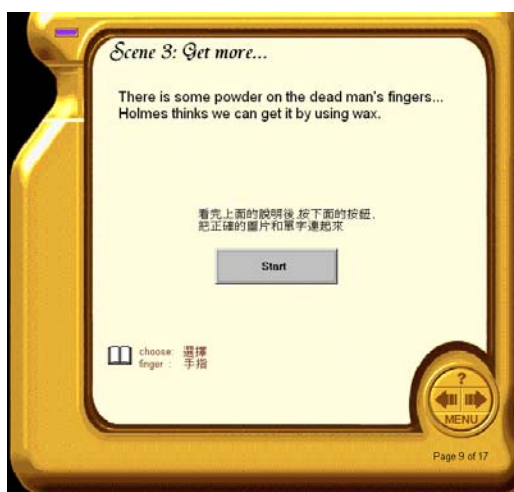 Scene 3: Get more...
There is some powder on the dead man's fingers...
Holmes thinks we can get it by using wax.
看完上面的說明後,按下面的按鈕,
把正確的圖片和單字連起來
Start
choose: 選擇
finger : 手指
?
MENU
Page 9 of 17